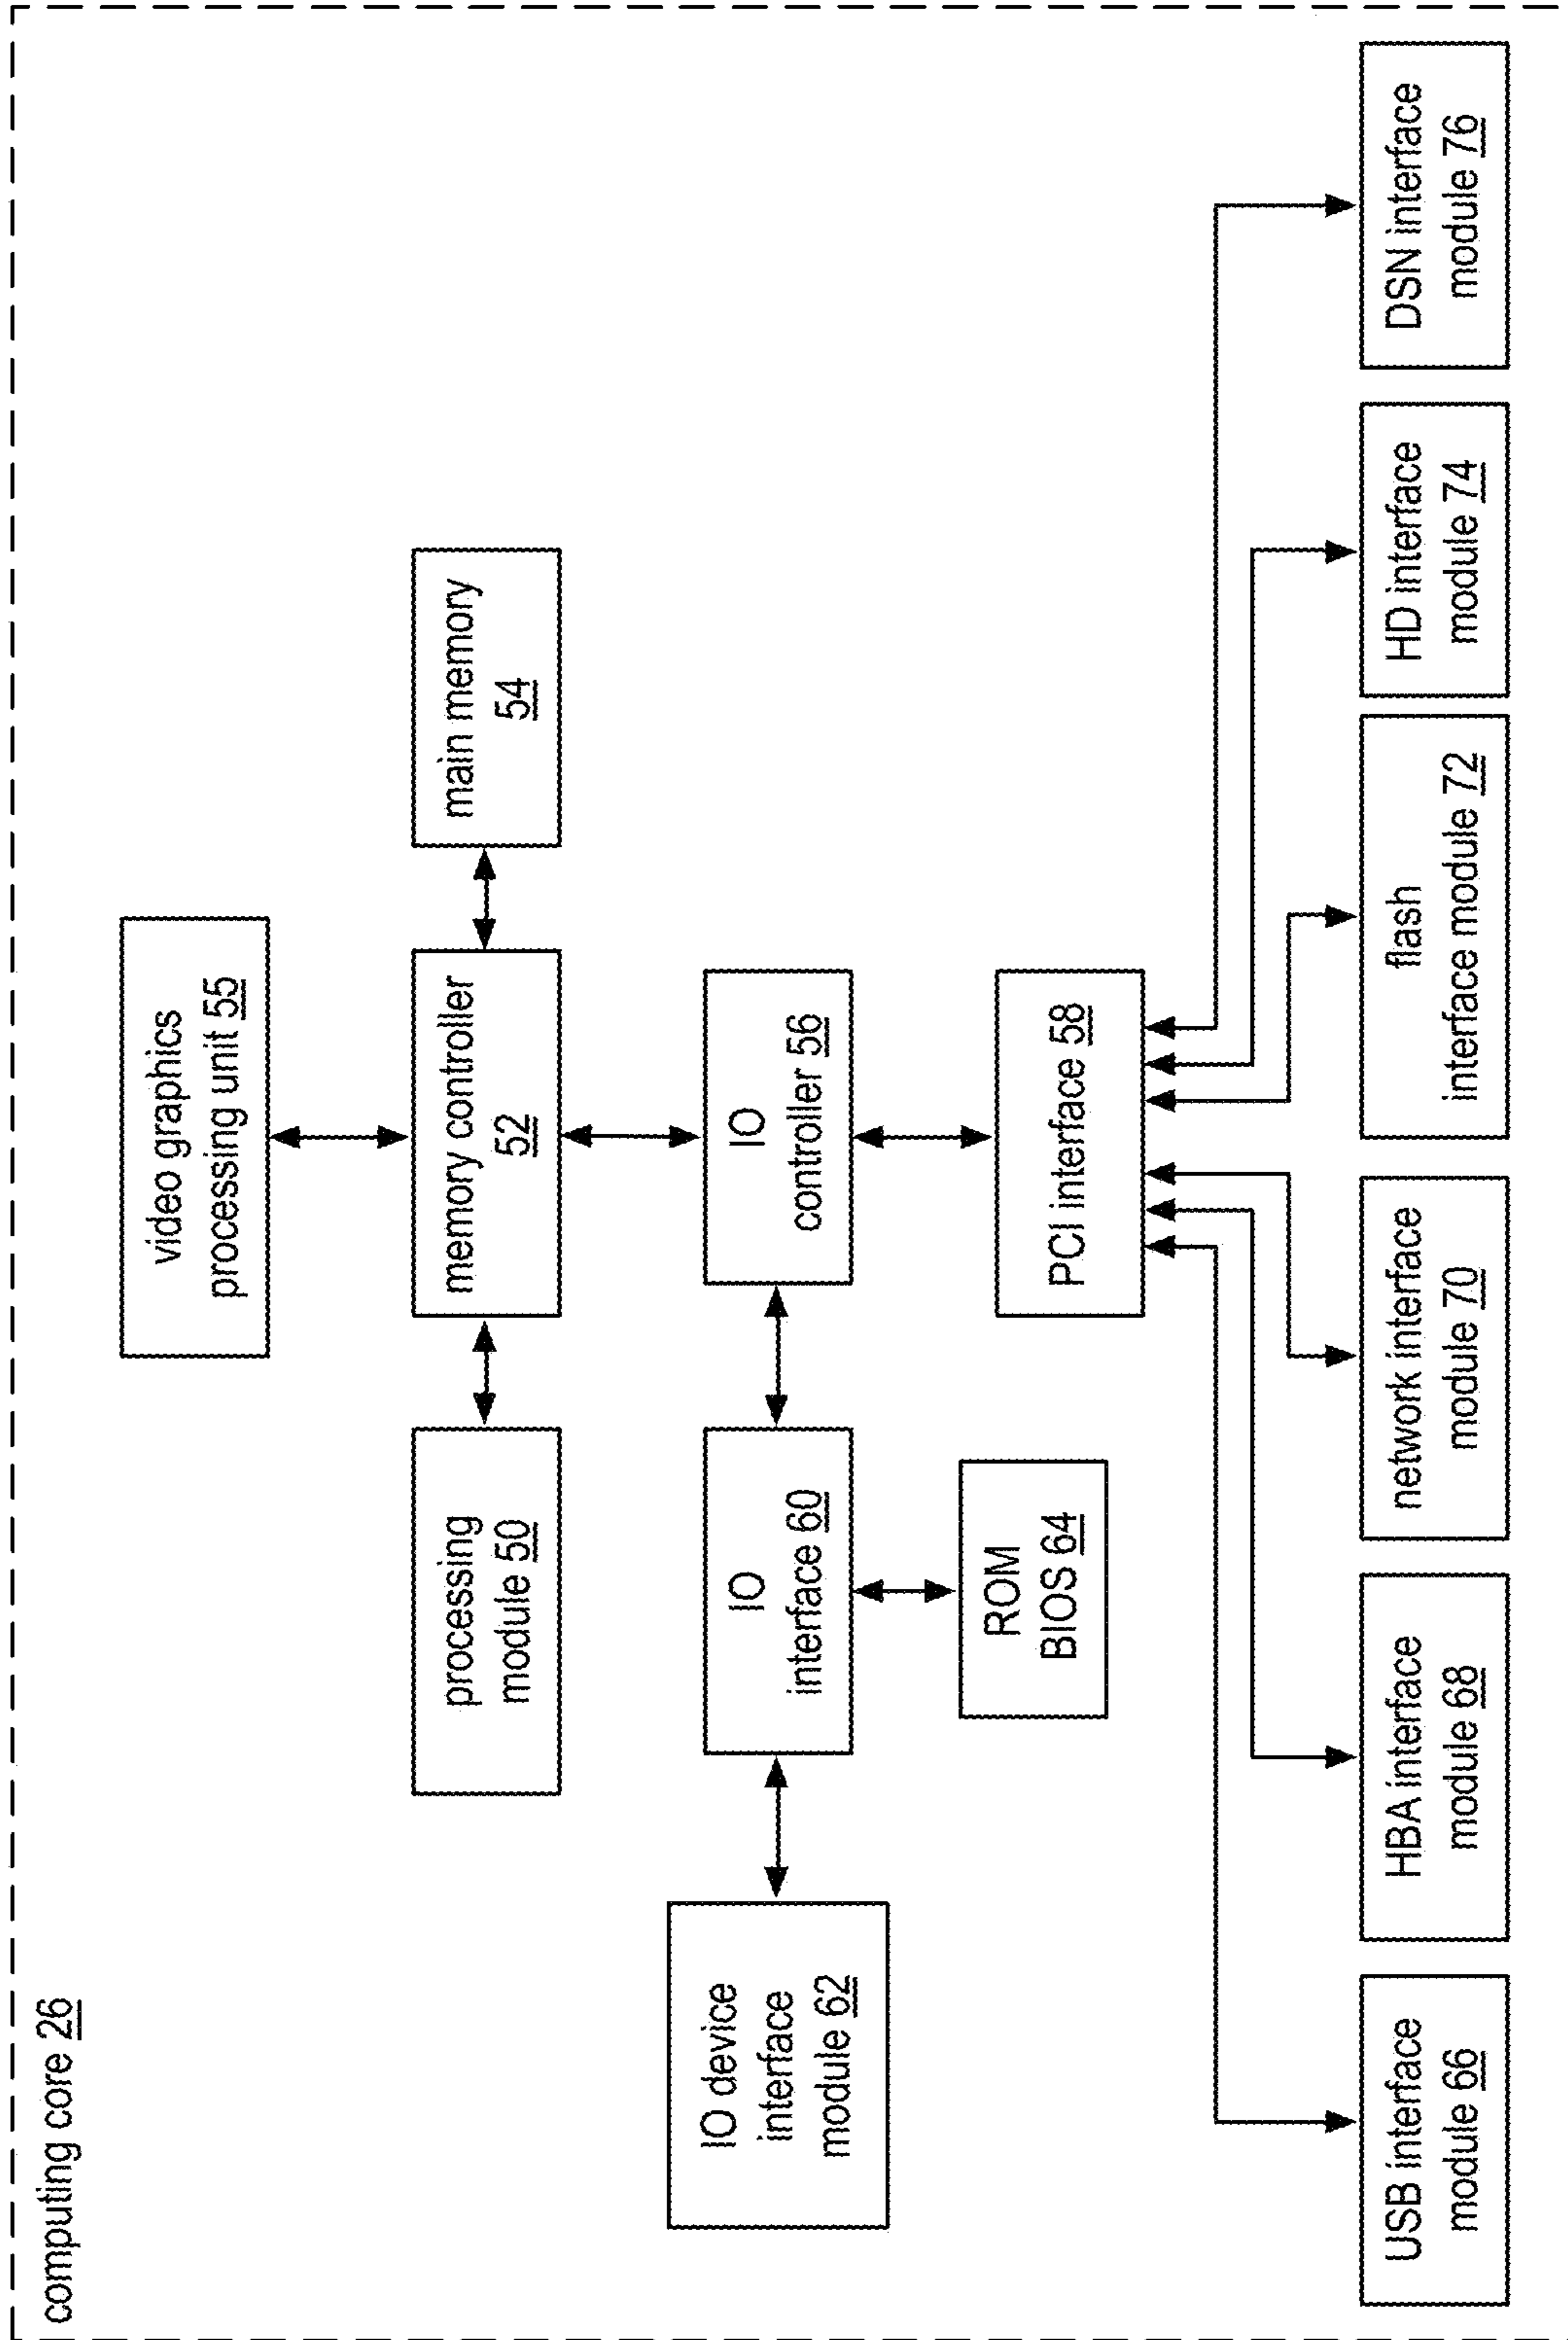 computing core 26
video graphics
processing unit 55
processing
module 50
memory controller
52
main memory
54
IO device
interface
module 62
IO
interface 60
IO
controller 56
ROM
BIOS 64
PCI interface 58
USB interface
module 66
HBA interface
module 68
network interface
module 70
flash
interface module 72
HD interface
module 74
DSN interface
module 76